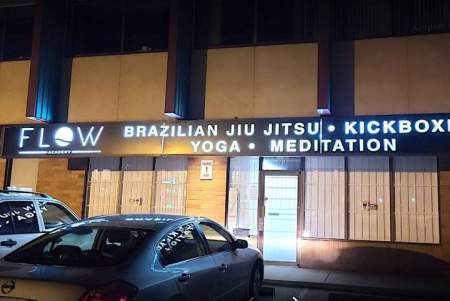 FLOW
ACADEMY
BRAZILIAN JIU JITSU • KICKBOXI
YOGA • MEDITATION